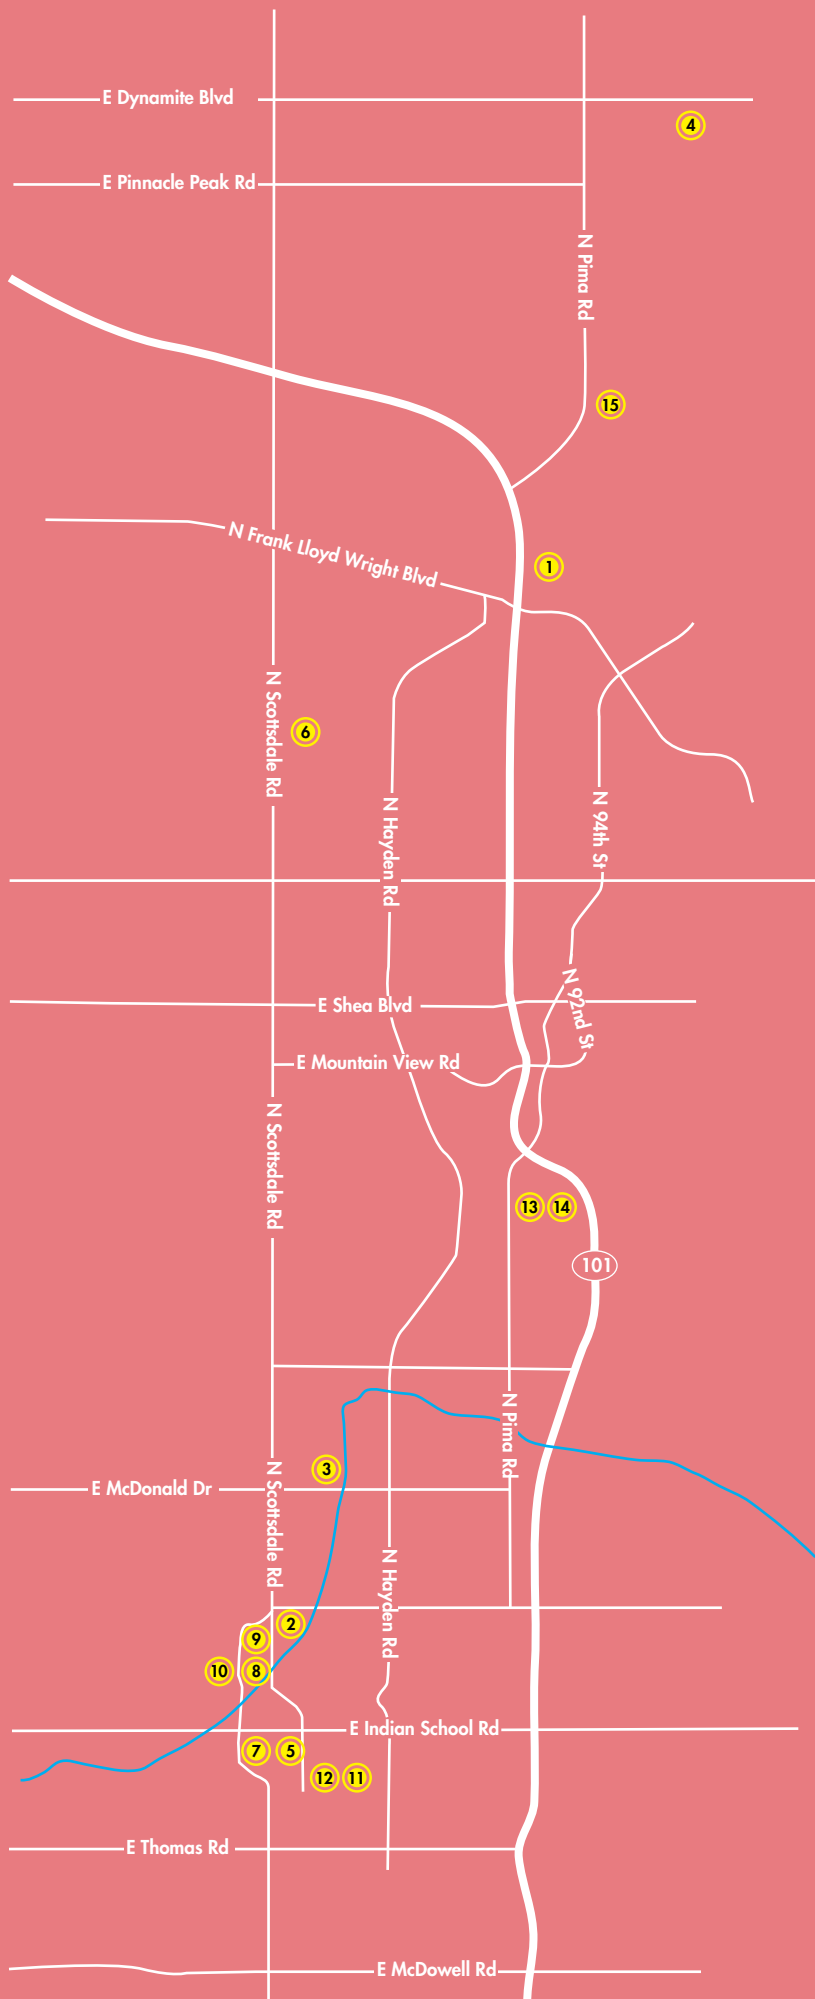 E Dynamite Blvd
4
E Pinnacle Peak Rd
N Pima Rd
15
N Frank Lloyd Wright Blvd
1
N Scottsdale Rd
6
N Hayden Rd
N 94th St
E Shea Blvd
N 92nd St
E Mountain View Rd
N Scottsdale Rd
13
14
101
N Pima Rd
3
E McDonald Dr
N Scottsdale Rd
N Hayden Rd
2
9
10
8
E Indian School Rd
7
5
12
11
E Thomas Rd
E McDowell Rd